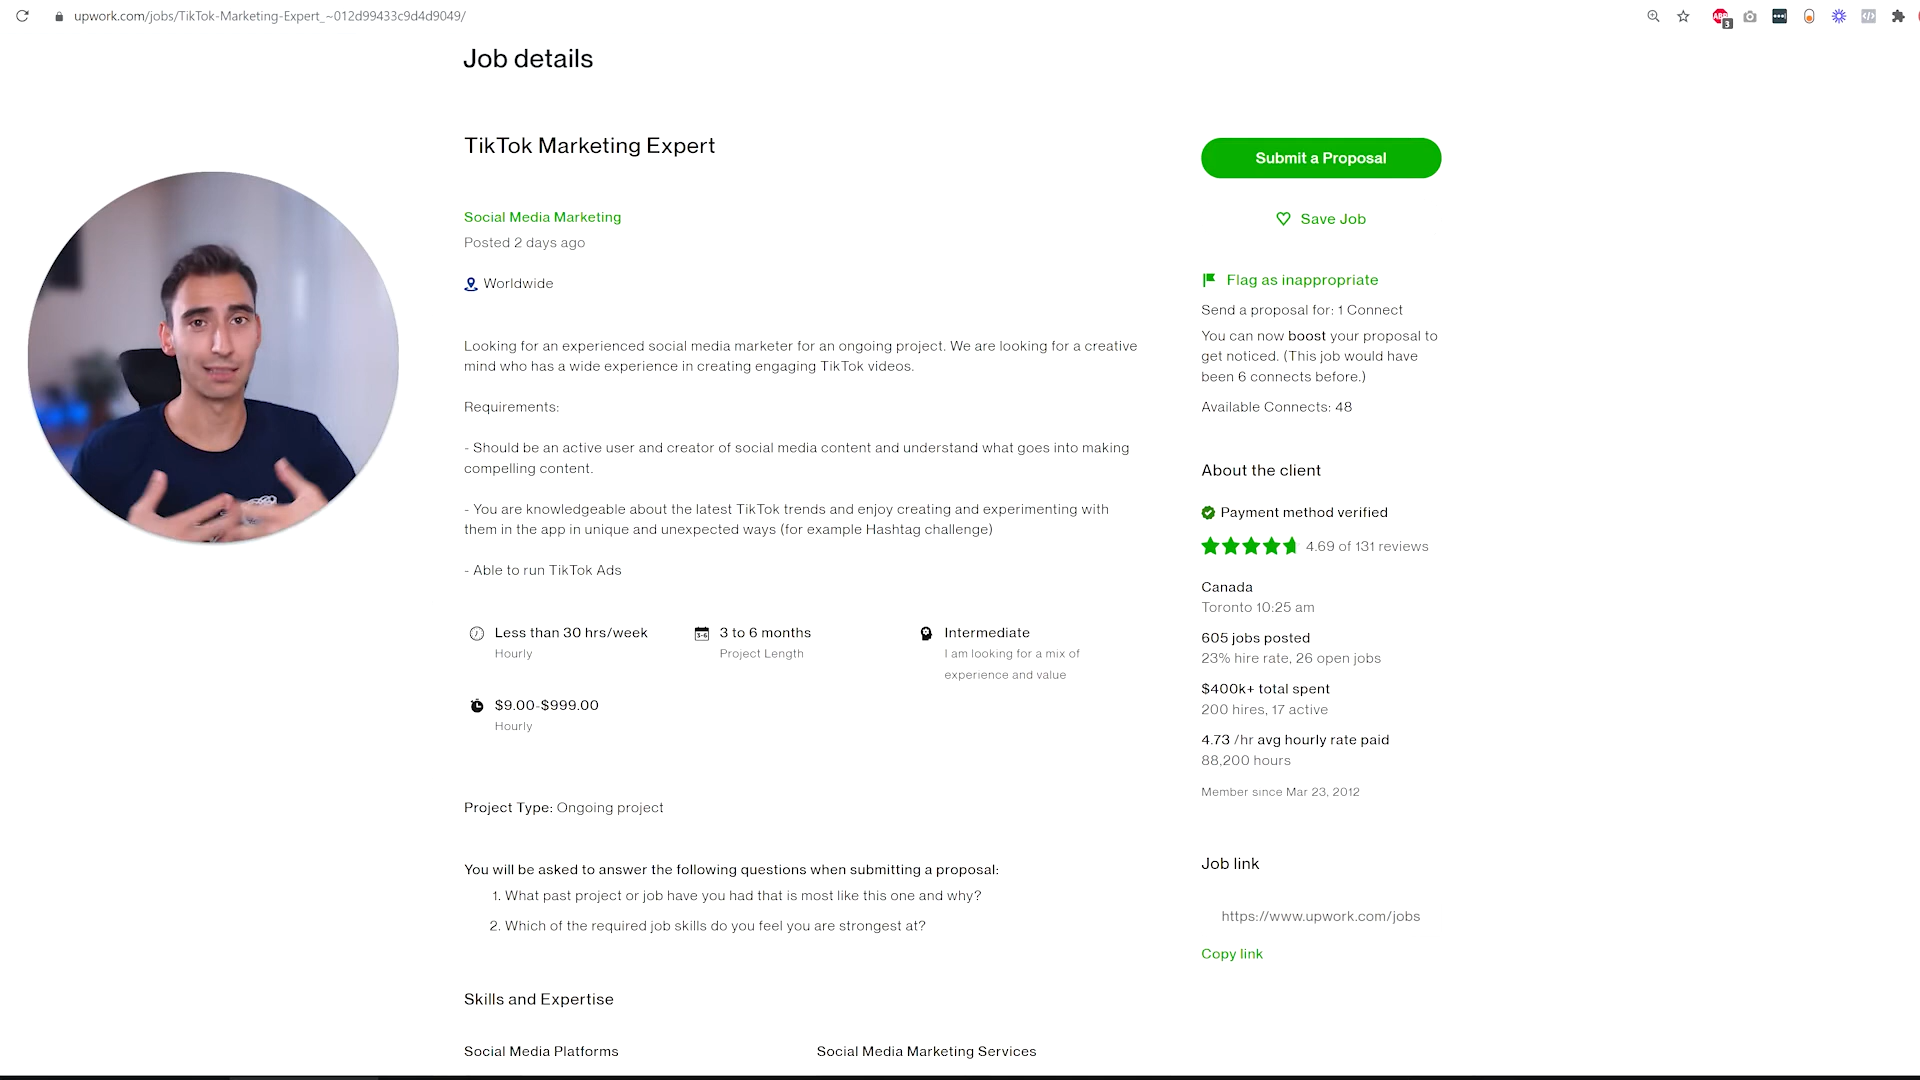 upwork.com/jobs/TikTok-Marketing-Expert_~012d99433c9d4d9049/
ABP
3
Job details
TikTok Marketing Expert
Social Media Marketing
Posted 2 days ago
Worldwide
Looking for an experienced social media marketer for an ongoing project. We are looking for a creative
mind who has a wide experience in creating engaging TikTok videos.
Requirements:
- Should be an active user and creator of social media content and understand what goes into making
compelling content.
- You are knowledgeable about the latest TikTok trends and enjoy creating and experimenting with
them in the app in unique and unexpected ways (for example Hashtag challenge)
- Able to run TikTok Ads
Less than 30 hrs/week
Hourly
3-6
3 to 6 months
Project Length
Intermediate
I am looking for a mix of
experience and value
$9.00-$999.00
Hourly
Project Type: Ongoing project
You will be asked to answer the following questions when submitting a proposal:
1. What past project or job have you had that is most like this one and why?
2. Which of the required job skills do you feel you are strongest at?
Skills and Expertise
Social Media Platforms
Social Media Marketing Services
Submit a Proposal
Save Job
Flag as inappropriate
Send a proposal for: 1 Connect
You can now boost your proposal to
get noticed. (This job would have
been 6 connects before.)
Available Connects: 48
About the client
Payment method verified
4.69 of 131 reviews
Canada
Toronto 10:25 am
605 jobs posted
23% hire rate, 26 open jobs
$400k+ total spent
200 hires, 17 active
4.73 /hr avg hourly rate paid
88,200 hours
Member since Mar 23, 2012
Job link
https://www.upwork.com/jobs
Copy link